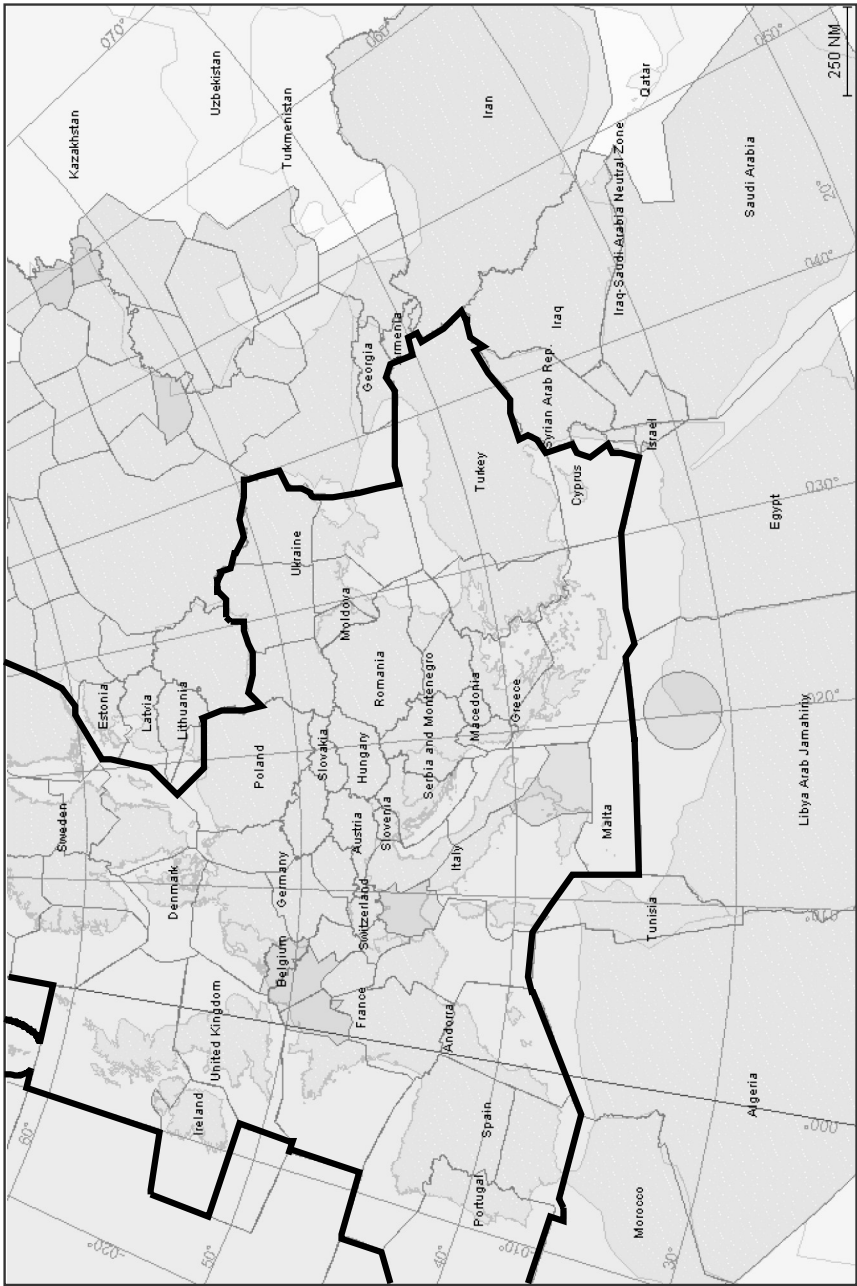 070°
060°
050°
250 NM
Kazakhstan
Uzbekistan
Turkmenistan
Iran
Qatar
Iraq-Saudi Arabia Neutral Zone
Saudi Arabia
20°
040°
Georgia
rmenia
Iraq
Syrian Arab Rep.
Israel
Turkey
Cyprus
030°
Egypt
Ukraine
Moldova
Romania
Serbia and Montenegro
Macedonia
Greece
020°
Libya Arab Jamahiriy
Estonia
Latvia
Lithuania
Poland
Slovakia
Hungary
Sweden
Denmark
Germany
Austria
Slovenia
Italy
Malta
Switzerland
Tunisia
Belgium
France
Andorra
United Kingdom
Ireland
Spain
Portugal
Morocco
Algeria
000°
60°
-020°
50°
40°
-010°
30°